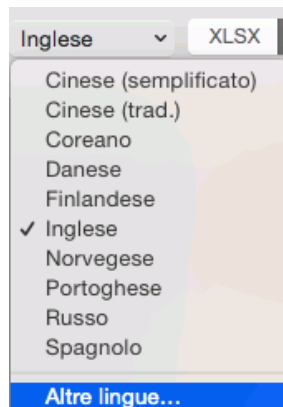 Inglese XLSX
Cinese (semplificato)
Cinese (trad.)
Coreano
Danese
Finlandese
✓ Inglese
Norvegese
Portoghese
Russo
Spagnolo
Altre lingue...